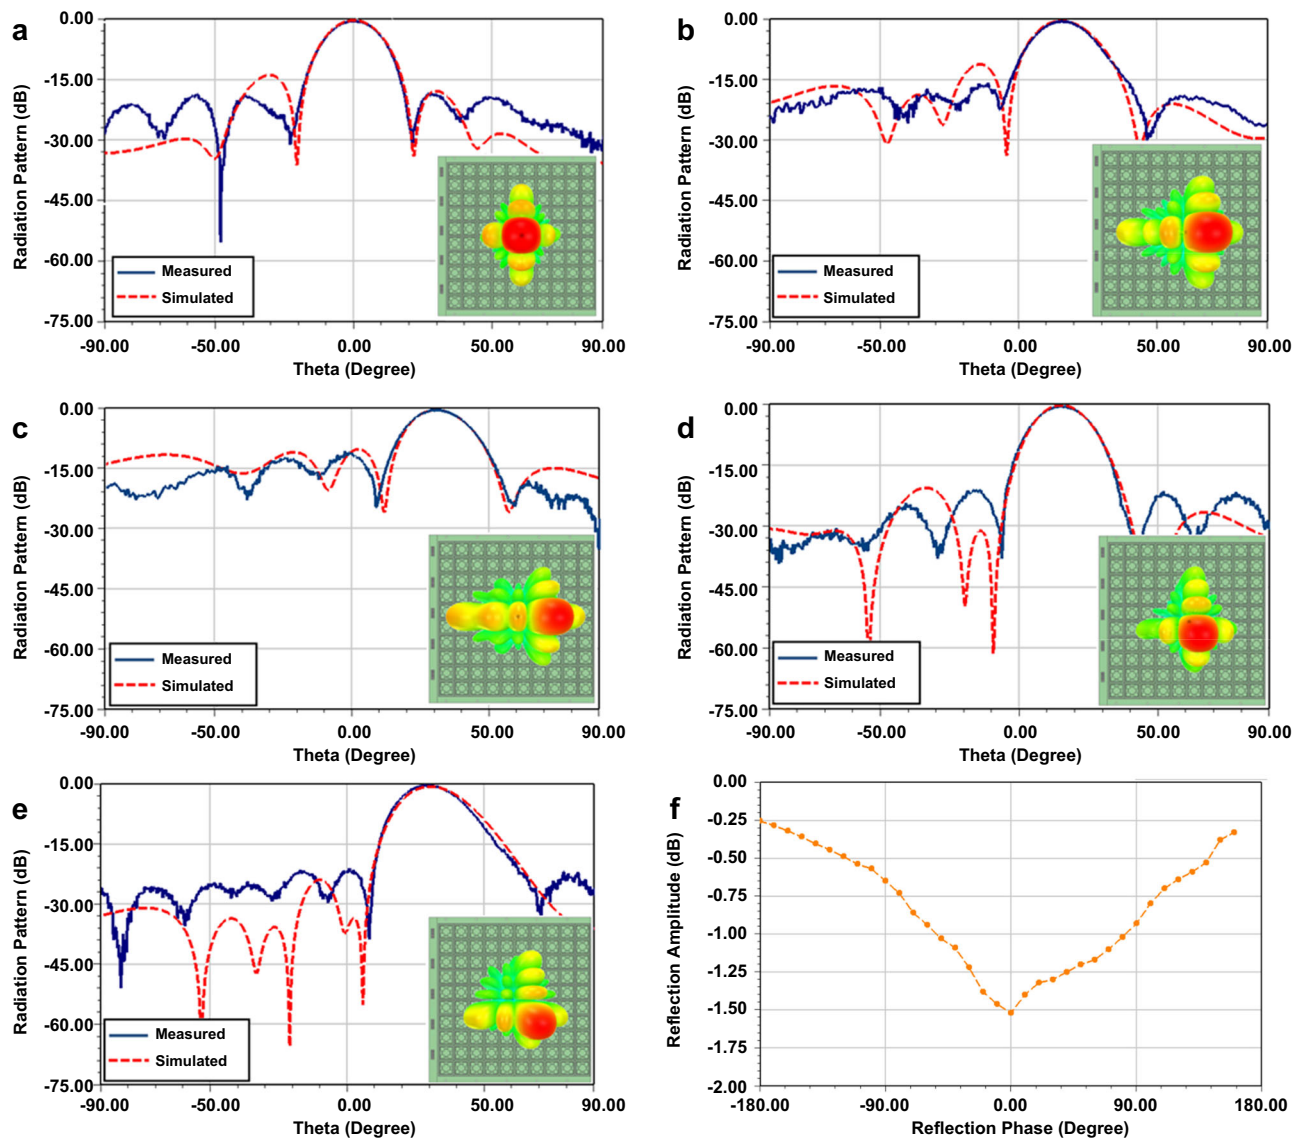 a
0.00
-15.00
-30.00
-45.00
-60.00
-75.00
Radiation Pattern (dB)
Measured
Simulated
-90.00 -50.00 0.00 50.00 90.00
Theta (Degree)
b
0.00
-15.00
-30.00
-45.00
-60.00
-75.00
Radiation Pattern (dB)
Measured
Simulated
-90.00 -50.00 0.00 50.00 90.00
Theta (Degree)
c
0.00
-15.00
-30.00
-45.00
-60.00
-75.00
Radiation Pattern (dB)
Measured
Simulated
-90.00 -50.00 0.00 50.00 90.00
Theta (Degree)
d
0.00
-15.00
-30.00
-45.00
-60.00
-75.00
Radiation Pattern (dB)
Measured
Simulated
-90.00 -50.00 0.00 50.00 90.00
Theta (Degree)
e
0.00
-15.00
-30.00
-45.00
-60.00
-75.00
Radiation Pattern (dB)
Measured
Simulated
-90.00 -50.00 0.00 50.00 90.00
Theta (Degree)
f
0.00
-0.25
-0.50
-0.75
-1.00
-1.25
-1.50
-1.75
-2.00
Reflection Amplitude (dB)
-180.00 -90.00 0.00 90.00 180.00
Reflection Phase (Degree)